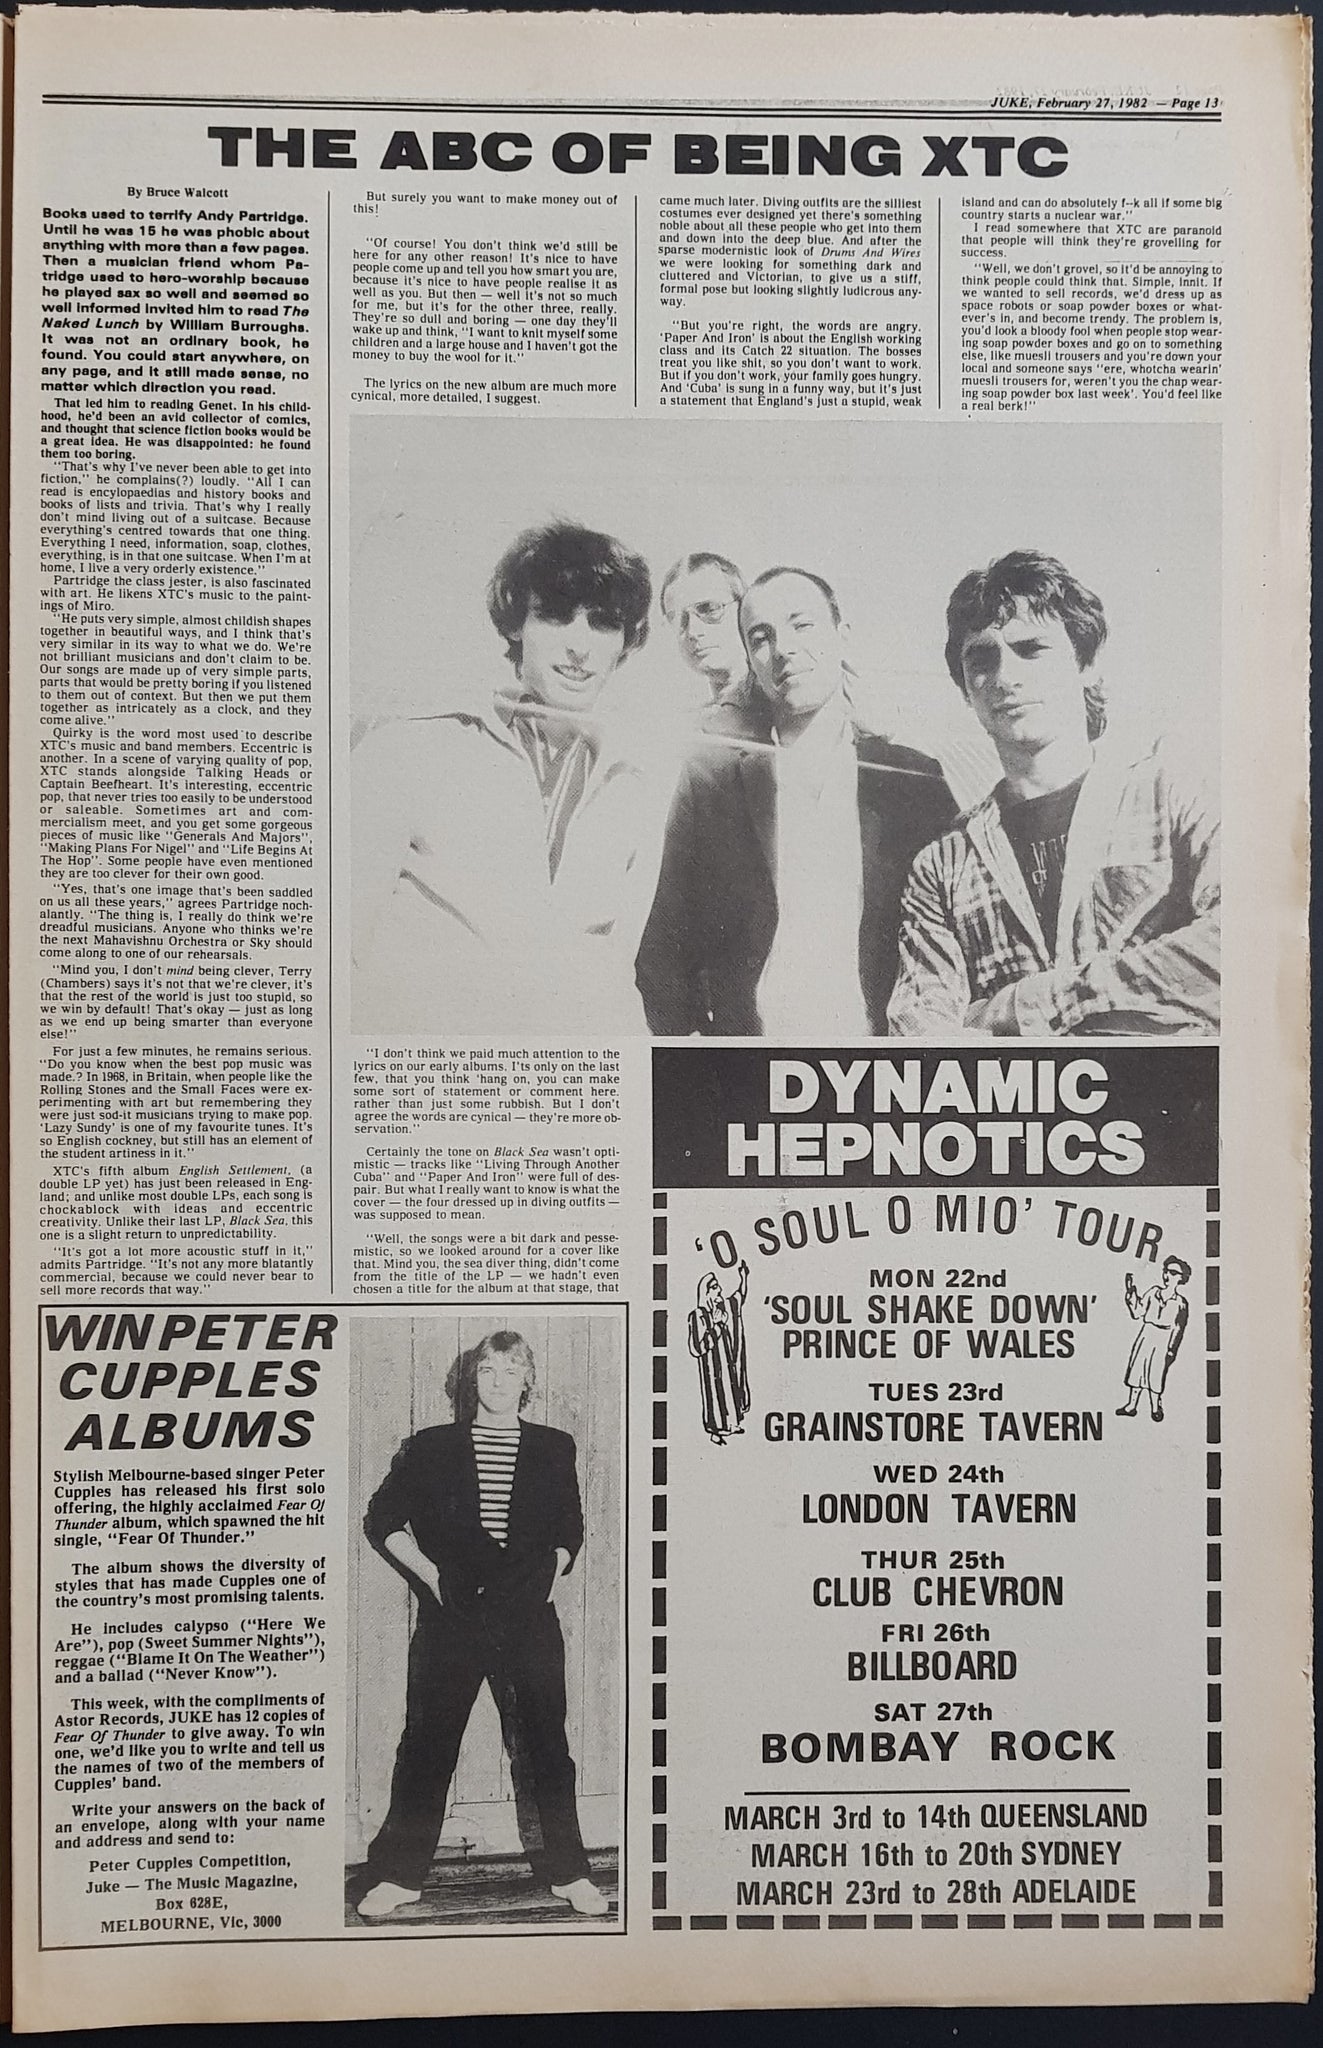 JUKE, February 27, 1982 — Page 13
THE ABC OF BEING XTC
By Bruce Walcott
Books used to terrify Andy Partridge.
Until he was 15 he was phobic about
anything with more than a few pages.
Then a musician friend whom Pa-
tridge used to hero-worship because
he played sax so well and seemed so
well informed invited him to read The
Naked Lunch by William Burroughs.
It was not an ordinary book, he
found. You could start anywhere, on
any page, and it still made sense, no
matter which direction you read.
That led him to reading Genet. In his child-
hood, he'd been an avid collector of comics,
and thought that science fiction books would be
a great idea. He was disappointed: he found
them too boring.
"That's why I've never been able to get into
fiction," he complains(?) loudly. "All I can
read is encylopaedias and history books and
books of lists and trivia. That's why I really
don't mind living out of a suitcase. Because
everything's centred towards that one thing.
Everything I need, information, soap, clothes,
everything, is in that one suitcase. When I'm at
home, I live a very orderly existence."
Partridge the class jester, is also fascinated
with art. He likens XTC's music to the paint-
ings of Miro.
"He puts very simple, almost childish shapes
together in beautiful ways, and I think that's
very similar in its way to what we do. We're
not brilliant musicians and don't claim to be.
Our songs are made up of very simple parts,
parts that would be pretty boring if you listened
to them out of context. But then we put them
together as intricately as a clock, and they
come alive."
Quirky is the word most used to describe
XTC's music and band members. Eccentric is
another. In a scene of varying quality of pop,
XTC stands alongside Talking Heads or
Captain Beefheart. It's interesting, eccentric
pop, that never tries too easily to be understood
or saleable. Sometimes art and com-
mercialism meet, and you get some gorgeous
pieces of music like "Generals And Majors",
"Making Plans For Nigel" and "Life Begins At
The Hop". Some people have even mentioned
they are too clever for their own good.
"Yes, that's one image that's been saddled
on us all these years," agrees Partridge noch-
alantly. "The thing is, I really do think we're
dreadful musicians. Anyone who thinks we're
the next Mahavishnu Orchestra or Sky should
come along to one of our rehearsals.
"Mind you, I don't mind being clever, Terry
(Chambers) says it's not that we're clever, it's
that the rest of the world is just too stupid, so
we win by default! That's okay — just as long
as we end up being smarter than everyone
else!"
For just a few minutes, he remains serious.
"Do you know when the best pop music was
made.? In 1968, in Britain, when people like the
Rolling Stones and the Small Faces were ex-
perimenting with art but remembering they
were just sod-it musicians trying to make pop.
'Lazy Sundy' is one of my favourite tunes. It's
so English cockney, but still has an element of
the student artiness in it."
XTC's fifth album English Settlement, (a
double LP yet) has just been released in Eng-
land; and unlike most double LPs, each song is
chockablock with ideas and eccentric
creativity. Unlike their last LP, Black Sea, this
one is a slight return to unpredictability.
"It's got a lot more acoustic stuff in it,"
admits Partridge. "It's not any more blatantly
commercial, because we could never bear to
sell more records that way."
But surely you want to make money out of
this!
"Of course! You don't think we'd still be
here for any other reason! It's nice to have
people come up and tell you how smart you are,
because it's nice to have people realise it as
well as you. But then — well it's not so much
for me, but it's for the other three, really.
They're so dull and boring — one day they'll
wake up and think, "I want to knit myself some
children and a large house and I haven't got the
money to buy the wool for it."
The lyrics on the new album are much more
cynical, more detailed, I suggest.
"I don't think we paid much attention to the
lyrics on our early albums. I'ts only on the last
few, that you think 'hang on, you can make
some sort of statement or comment here,
rather than just some rubbish. But I don't
agree the words are cynical — they're more ob-
servation."
Certainly the tone on Black Sea wasn't opti-
mistic — tracks like "Living Through Another
Cuba" and "Paper And Iron" were full of des-
pair. But what I really want to know is what the
cover — the four dressed up in diving outfits —
was supposed to mean.
"Well, the songs were a bit dark and pesse-
mistic, so we looked around for a cover like
that. Mind you, the sea diver thing, didn't come
from the title of the LP — we hadn't even
chosen a title for the album at that stage, that
came much later. Diving outfits are the silliest
costumes ever designed yet there's something
noble about all these people who get into them
and down into the deep blue. And after the
sparse modernistic look of Drums And Wires
we were looking for something dark and
cluttered and Victorian, to give us a stiff,
formal pose but looking slightly ludicrous any-
way.
"But you're right, the words are angry.
'Paper And Iron' is about the English working
class and its Catch 22 situation. The bosses
treat you like shit, so you don't want to work.
But if you don't work, your family goes hungry.
And 'Cuba' is sung in a funny way, but it's just
a statement that England's just a stupid, weak
island and can do absolutely f--k all if some big
country starts a nuclear war."
I read somewhere that XTC are paranoid
that people will think they're grovelling for
success.
"Well, we don't grovel, so it'd be annoying to
think people could think that. Simple, innit. If
we wanted to sell records, we'd dress up as
space robots or soap powder boxes or what-
ever's in, and become trendy. The problem is,
you'd look a bloody fool when people stop wear-
ing soap powder boxes and go on to something
else, like muesli trousers and you're down your
local and someone says "ere, whotcha wearin'
muesli trousers for, weren't you the chap wear-
ing soap powder box last week'. You'd feel like
a real berk!"
WIN PETER
CUPPLES
ALBUMS
Stylish Melbourne-based singer Peter
Cupples has released his first solo
offering, the highly acclaimed Fear Of
Thunder album, which spawned the hit
single, "Fear Of Thunder."
The album shows the diversity of
styles that has made Cupples one of
the country's most promising talents.
He includes calypso ("Here We
Are"), pop (Sweet Summer Nights"),
reggae ("Blame It On The Weather")
and a ballad ("Never Know").
This week, with the compliments of
Astor Records, JUKE has 12 copies of
Fear Of Thunder to give away. To win
one, we'd like you to write and tell us
the names of two of the members of
Cupples' band.
Write your answers on the back of
an envelope, along with your name
and address and send to:
Peter Cupples Competition,
Juke — The Music Magazine,
Box 628E,
MELBOURNE, Vic, 3000
DYNAMIC
HEPNOTICS
'O SOUL O MIO' TOUR
MON 22nd
'SOUL SHAKE DOWN'
PRINCE OF WALES
TUES 23rd
GRAINSTORE TAVERN
WED 24th
LONDON TAVERN
THUR 25th
CLUB CHEVRON
FRI 26th
BILLBOARD
SAT 27th
BOMBAY ROCK
MARCH 3rd to 14th QUEENSLAND
MARCH 16th to 20th SYDNEY
MARCH 23rd to 28th ADELAIDE